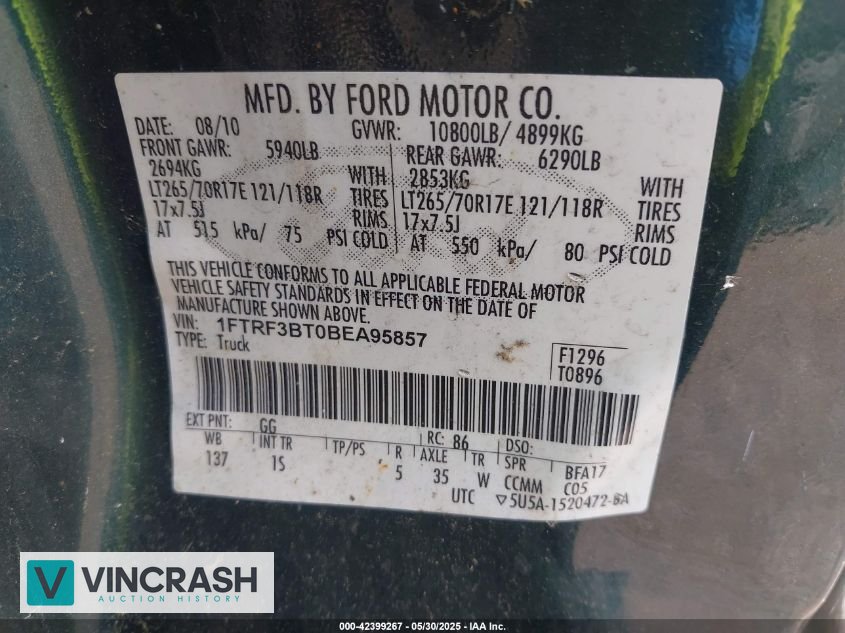 MFD. BY FORD MOTOR CO.
DATE: 08/10 GVWR: 10800LB/ 4899KG
FRONT GAWR: 5940LB REAR GAWR: 6290LB
2694KG WITH 2853KG WITH
LT265/70R17E 121/118R TIRES LT265/70R17E 121/118R TIRES
17x7.5J RIMS 17x7.5J RIMS
AT 515 kPa/ 75 PSI COLD AT 550 kPa/ 80 PSI COLD
THIS VEHICLE CONFORMS TO ALL APPLICABLE FEDERAL MOTOR
VEHICLE SAFETY STANDARDS IN EFFECT ON THE DATE OF
MANUFACTURE SHOWN ABOVE.
VIN: 1FTRF3BT0BEA95857
TYPE: Truck
F1296
T0896
EXT PNT: GG RC: 86 DSO:
WB INT TR TP/PS R AXLE TR SPR BFA17
137 1S 5 35 W CCMM C05
UTC ▽5U5A-1520472-BA
VINCRASH
AUCTION HISTORY
000-42399267 - 05/30/2025 - IAA Inc.